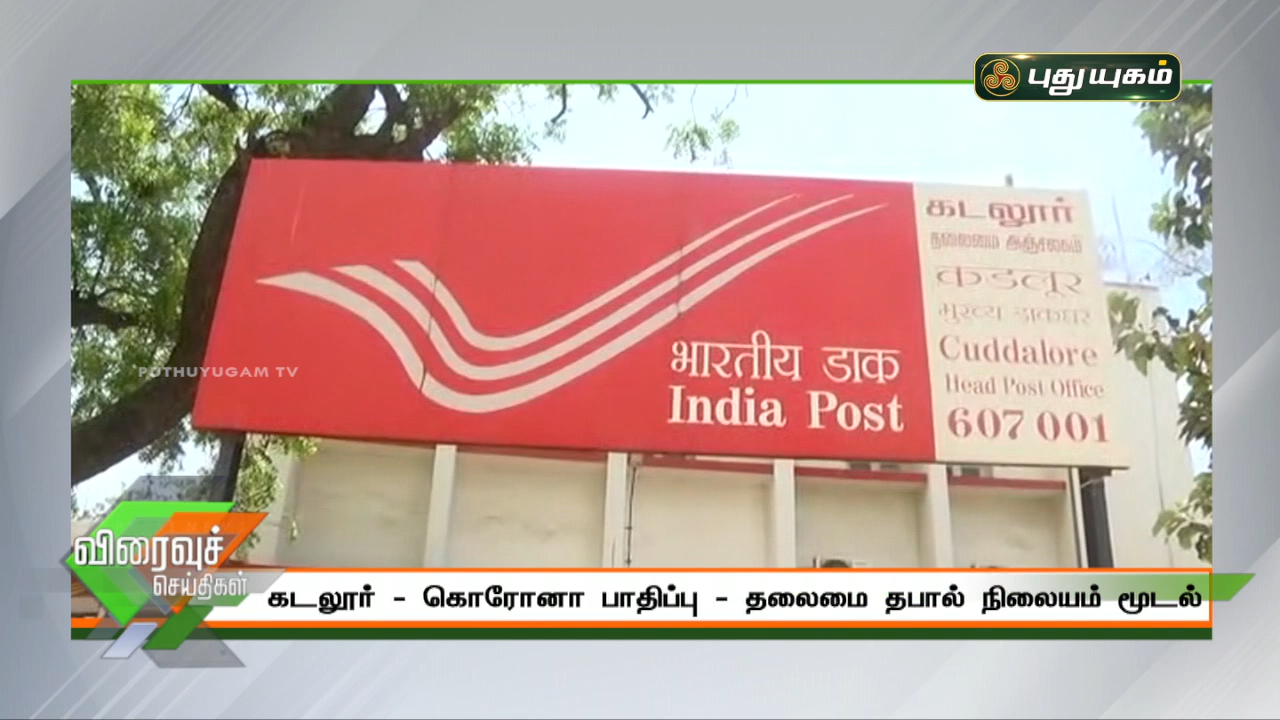 புதுயுகம்
கடலூர்
தலைமை அஞ்சலகம்
कडलूर
मुख्य डाकघर
Cuddalore
Head Post Office
607 001
भारतीय डाक
India Post
PUTHUYUGAM TV
விரைவுச்
செய்திகள்
கடலூர் - கொரோனா பாதிப்பு - தலைமை தபால் நிலையம் மூடல்